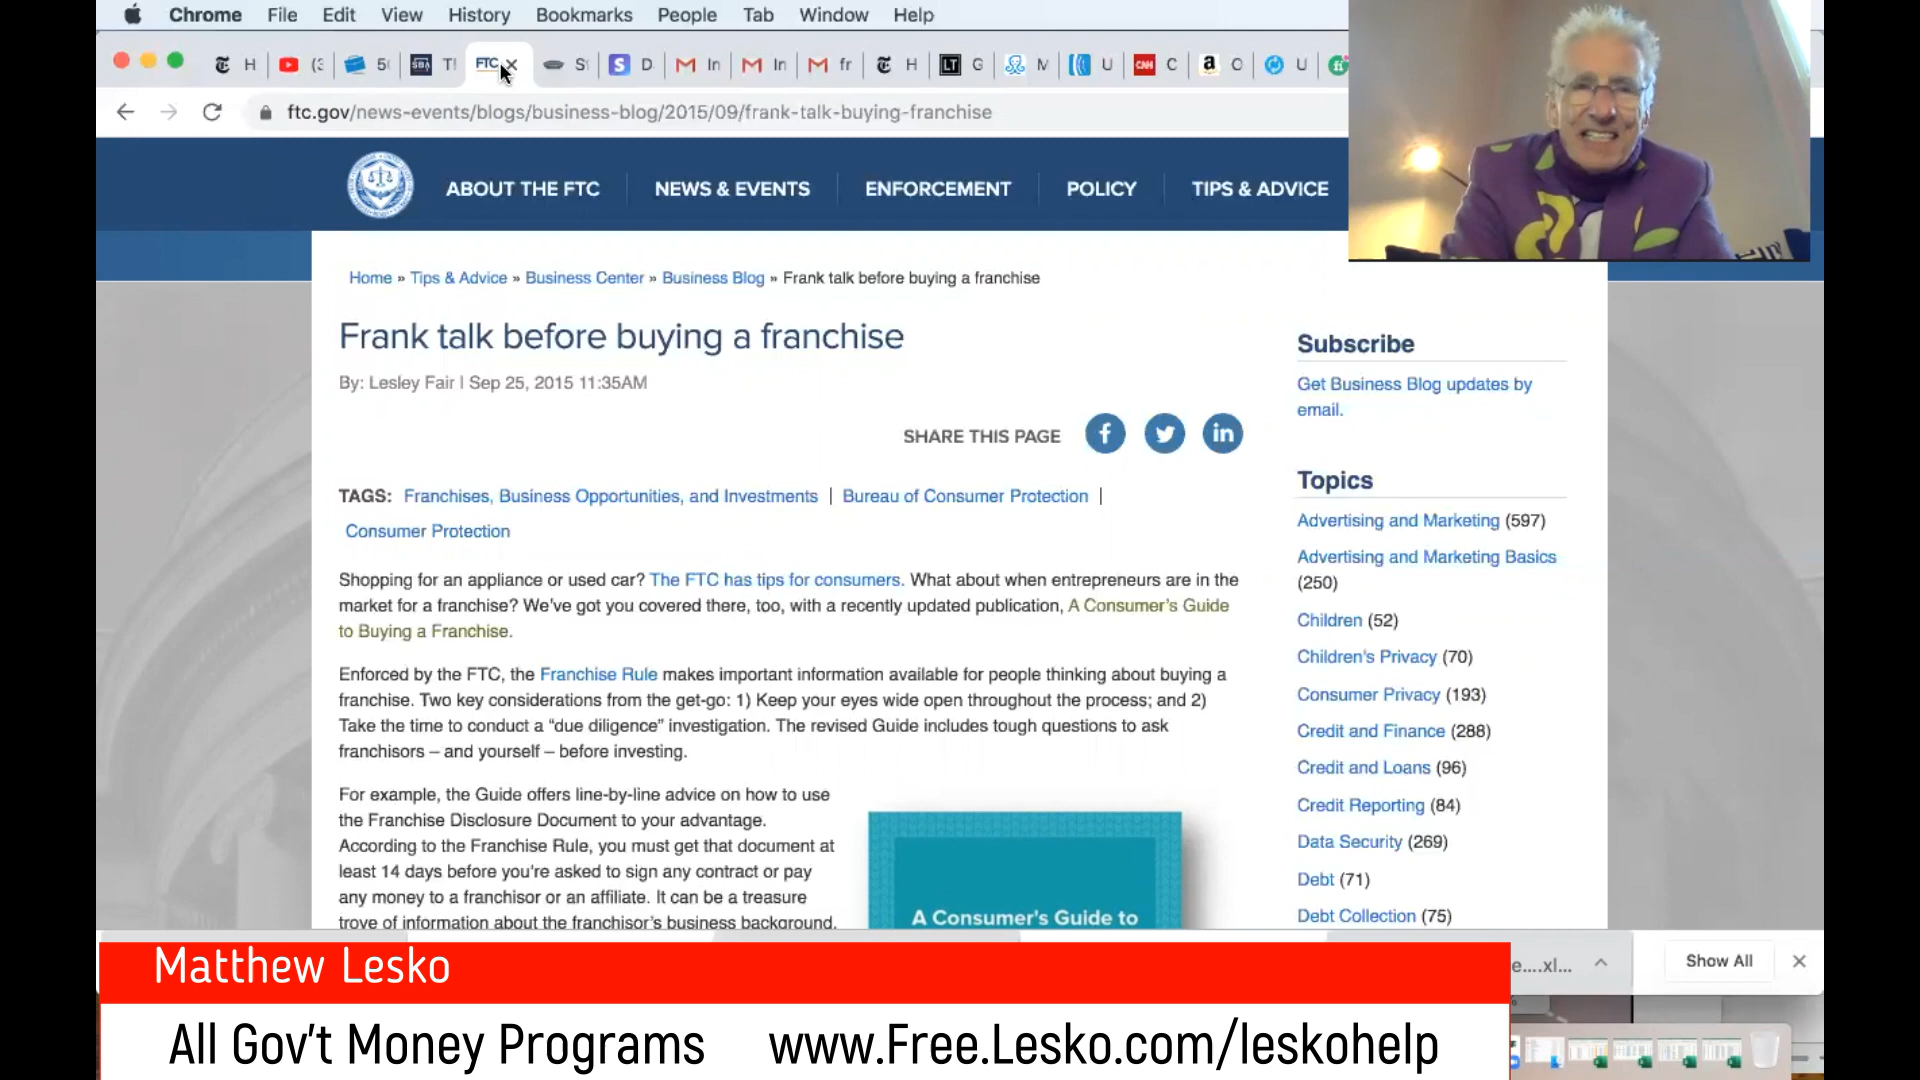 Chrome File Edit View History Bookmarks People Tab Window Help
H (3 5 SBA Tl FTC S S D In In fr H LT G M U CNN C a O U fi
ftc.gov/news-events/blogs/business-blog/2015/09/frank-talk-buying-franchise
ABOUT THE FTC NEWS & EVENTS ENFORCEMENT POLICY TIPS & ADVICE
Home » Tips & Advice » Business Center » Business Blog » Frank talk before buying a franchise
Frank talk before buying a franchise
By: Lesley Fair | Sep 25, 2015 11:35AM
SHARE THIS PAGE
TAGS: Franchises, Business Opportunities, and Investments | Bureau of Consumer Protection |
Consumer Protection
Shopping for an appliance or used car? The FTC has tips for consumers. What about when entrepreneurs are in the
market for a franchise? We've got you covered there, too, with a recently updated publication, A Consumer's Guide
to Buying a Franchise.
Enforced by the FTC, the Franchise Rule makes important information available for people thinking about buying a
franchise. Two key considerations from the get-go: 1) Keep your eyes wide open throughout the process; and 2)
Take the time to conduct a “due diligence” investigation. The revised Guide includes tough questions to ask
franchisors – and yourself – before investing.
For example, the Guide offers line-by-line advice on how to use
the Franchise Disclosure Document to your advantage.
According to the Franchise Rule, you must get that document at
least 14 days before you're asked to sign any contract or pay
any money to a franchisor or an affiliate. It can be a treasure
trove of information about the franchisor's business background,
A Consumer's Guide to
Subscribe
Get Business Blog updates by
email.
Topics
Advertising and Marketing (597)
Advertising and Marketing Basics
(250)
Children (52)
Children's Privacy (70)
Consumer Privacy (193)
Credit and Finance (288)
Credit and Loans (96)
Credit Reporting (84)
Data Security (269)
Debt (71)
Debt Collection (75)
e....xl... Show All
Matthew Lesko
All Gov't Money Programs www.Free.Lesko.com/leskohelp